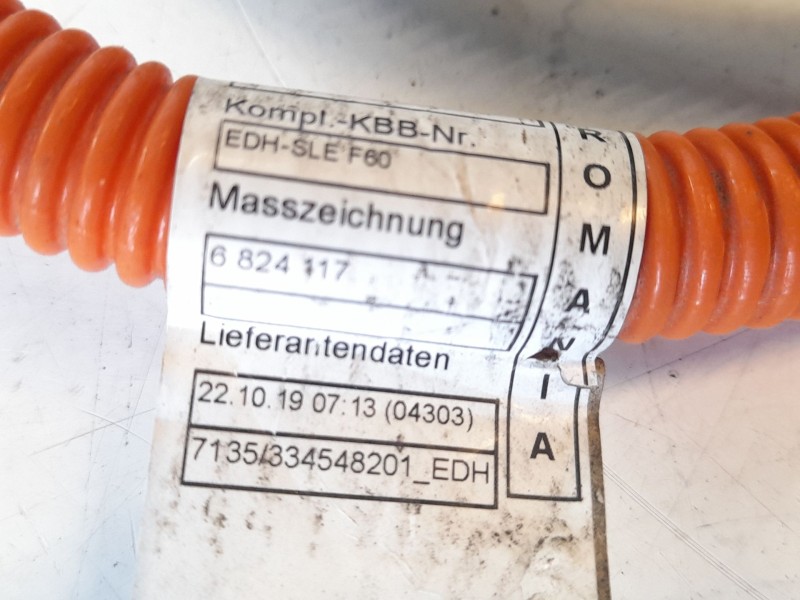 Kompl.-KBB-Nr.
EDH-SLE F60
Masszeichnung
6 824 117
Lieferantendaten
22.10.19 07:13 (04303)
7135/334548201_EDH
ROMANIA